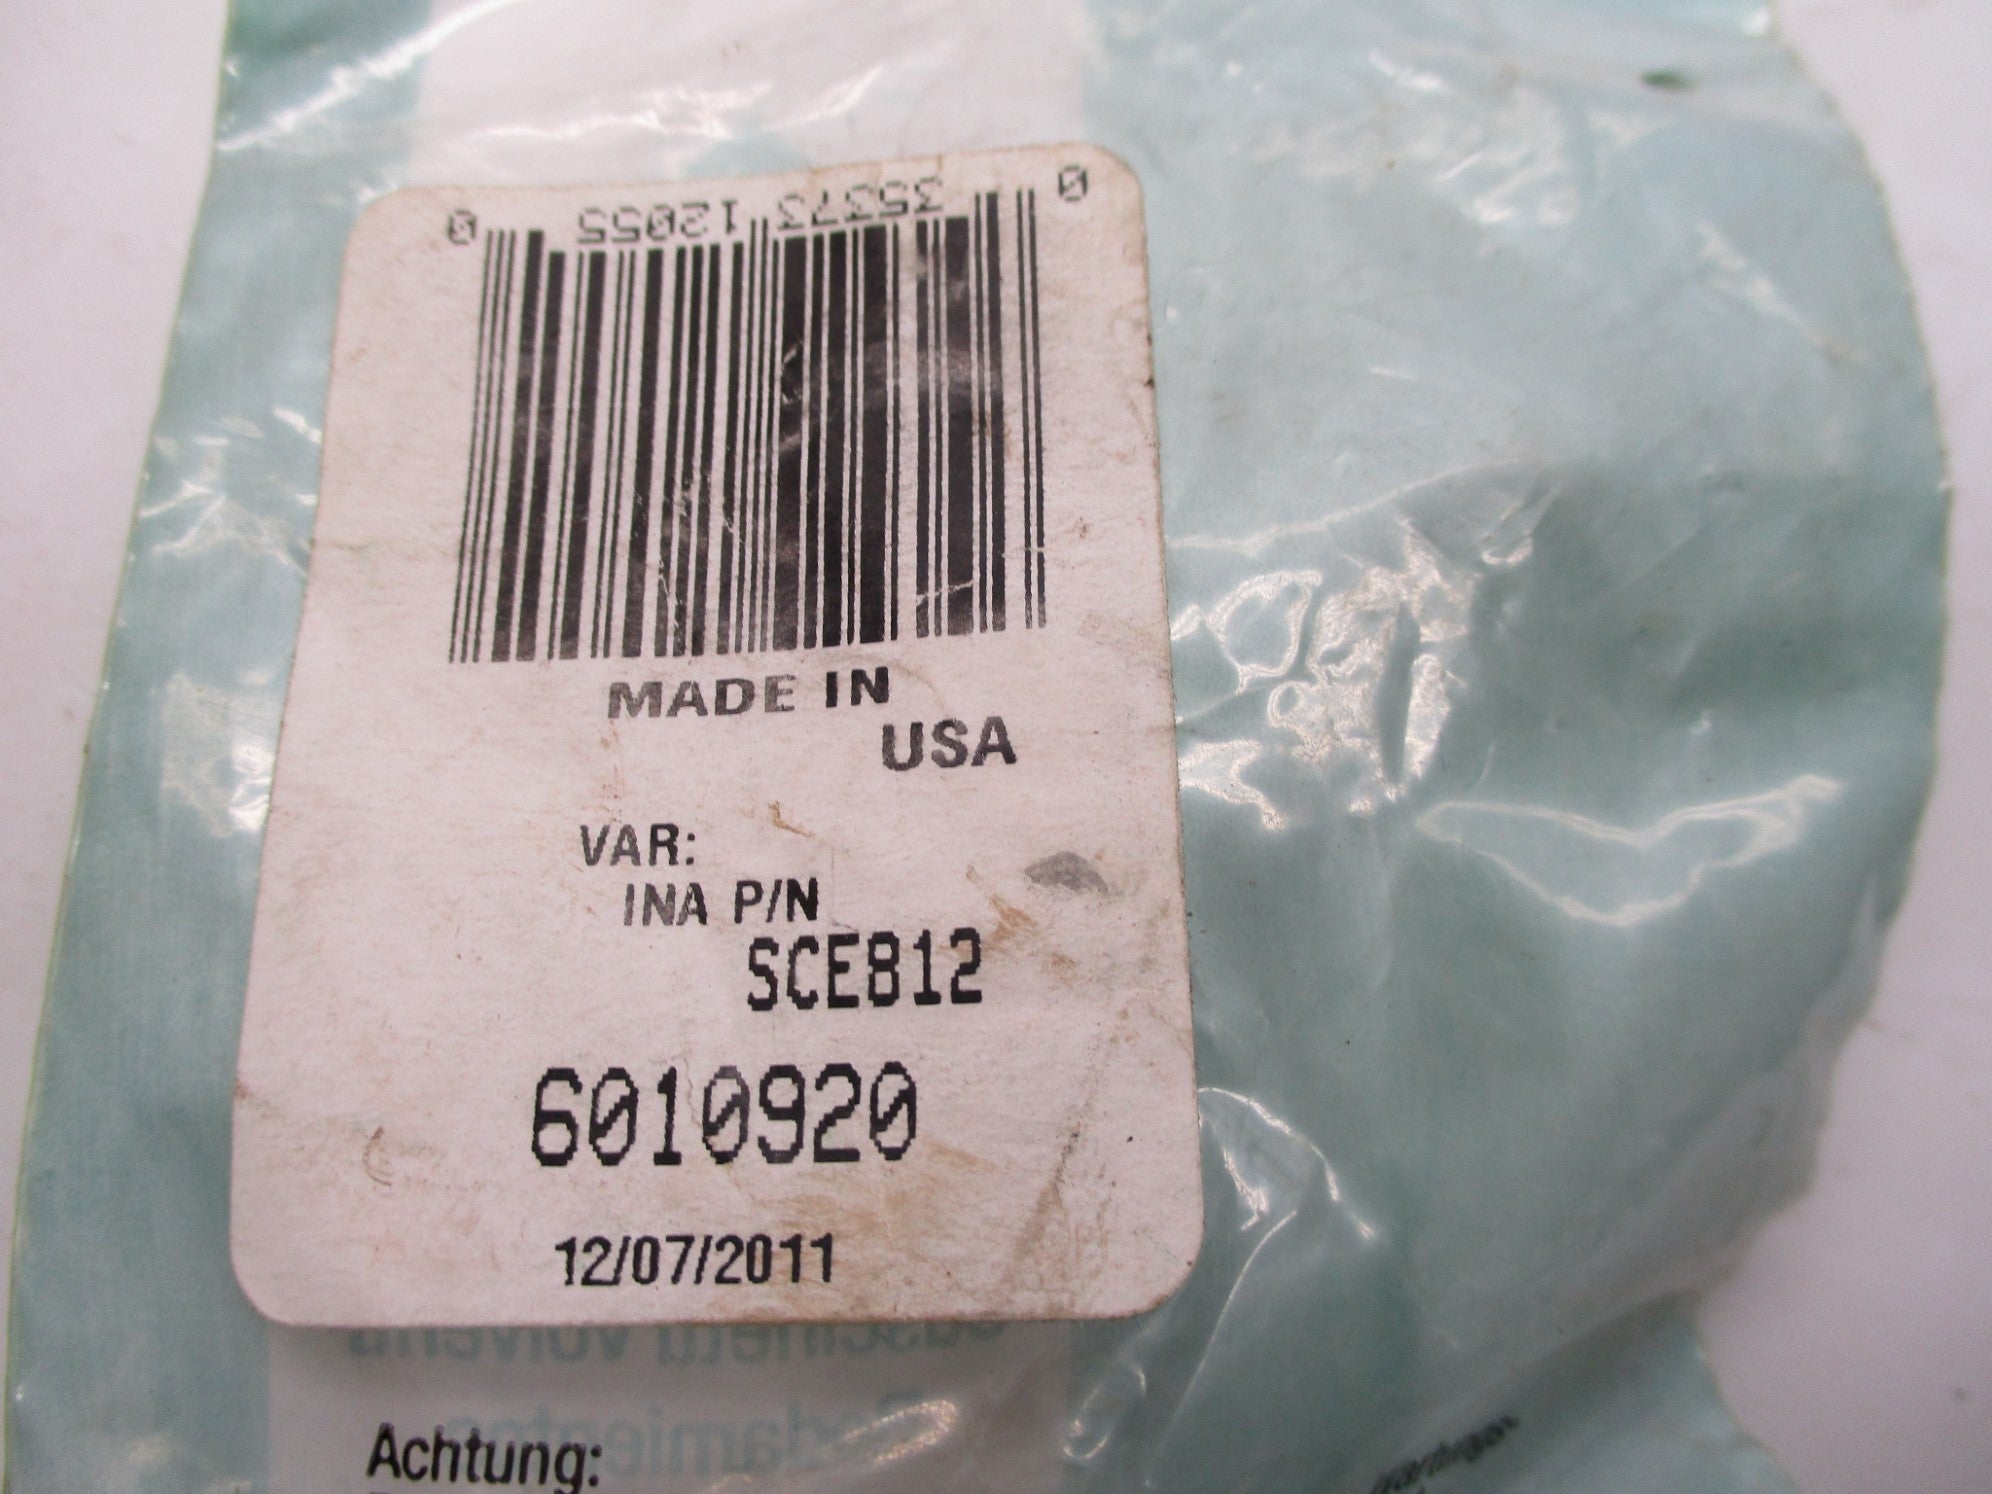 0 35373 12055 0
MADE IN
USA
VAR:
INA P/N
SCE812
6010920
12/07/2011
Achtung: